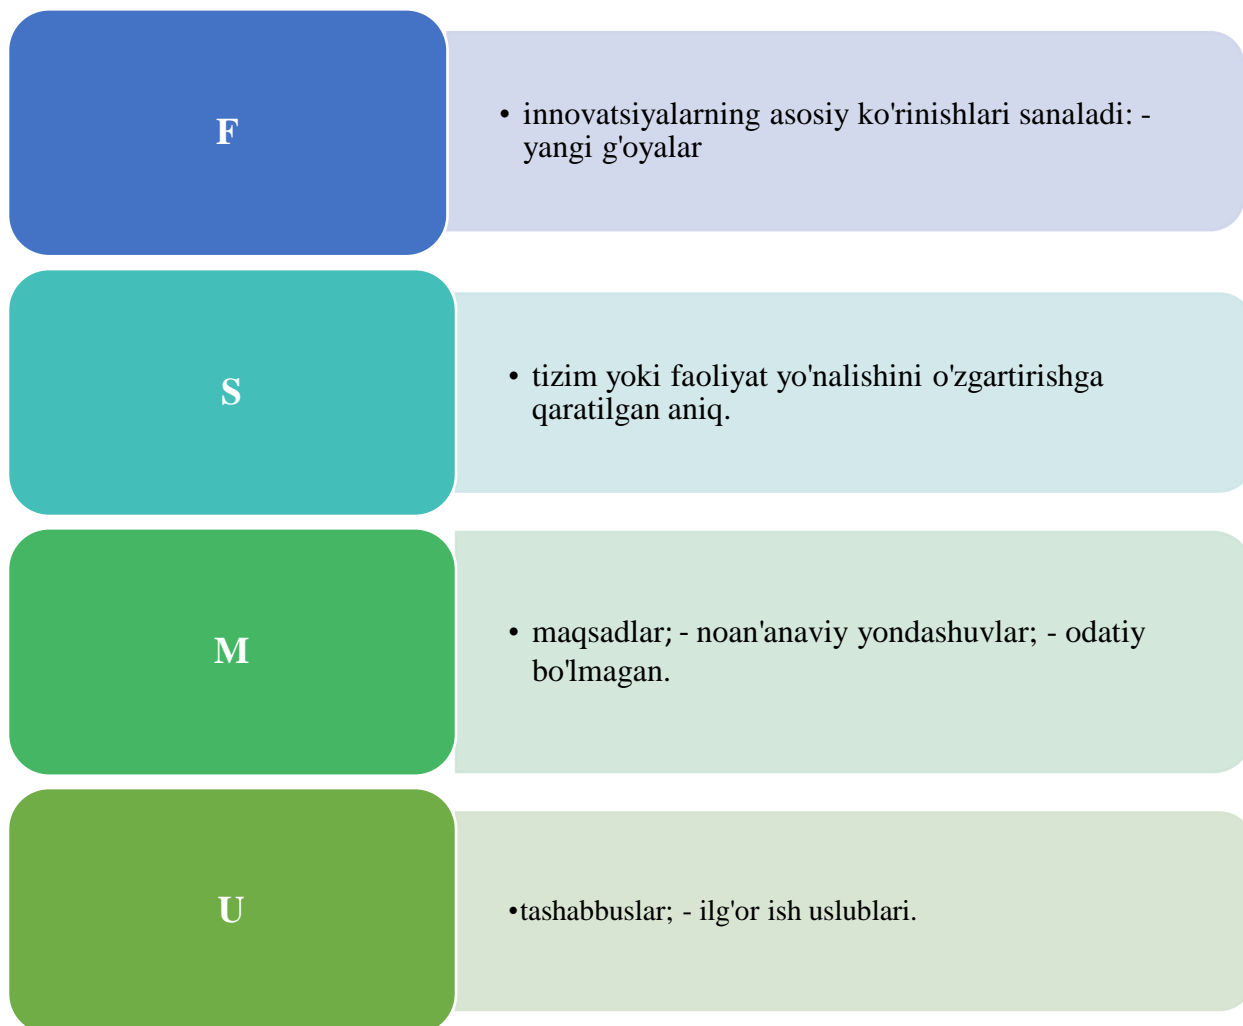 F
• innovatsiyalarning asosiy ko'rinishlari sanaladi: -
yangi g'oyalar
S
• tizim yoki faoliyat yo'nalishini o'zgartirishga
qaratilgan aniq.
M
• maqsadlar; - noan'anaviy yondashuvlar; - odatiy
bo'lmagan.
U
•tashabbuslar; - ilg'or ish uslublari.